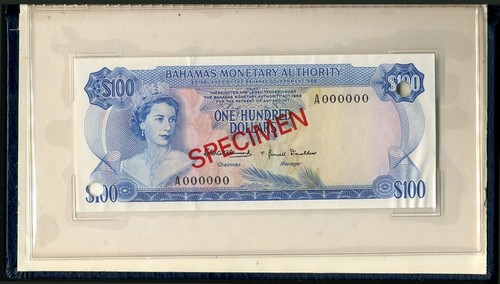 BAHAMAS MONETARY AUTHORITY
$100
$100
THESE NOTES ARE LEGAL TENDER UNDER
THE BAHAMAS MONETARY AUTHORITY ACT 1968
FOR THE PAYMENT OF ANY AMOUNT
A000000
ONE HUNDRED
DOLLARS
SPECIMEN
Chairman
Manager
A000000
$100
$100